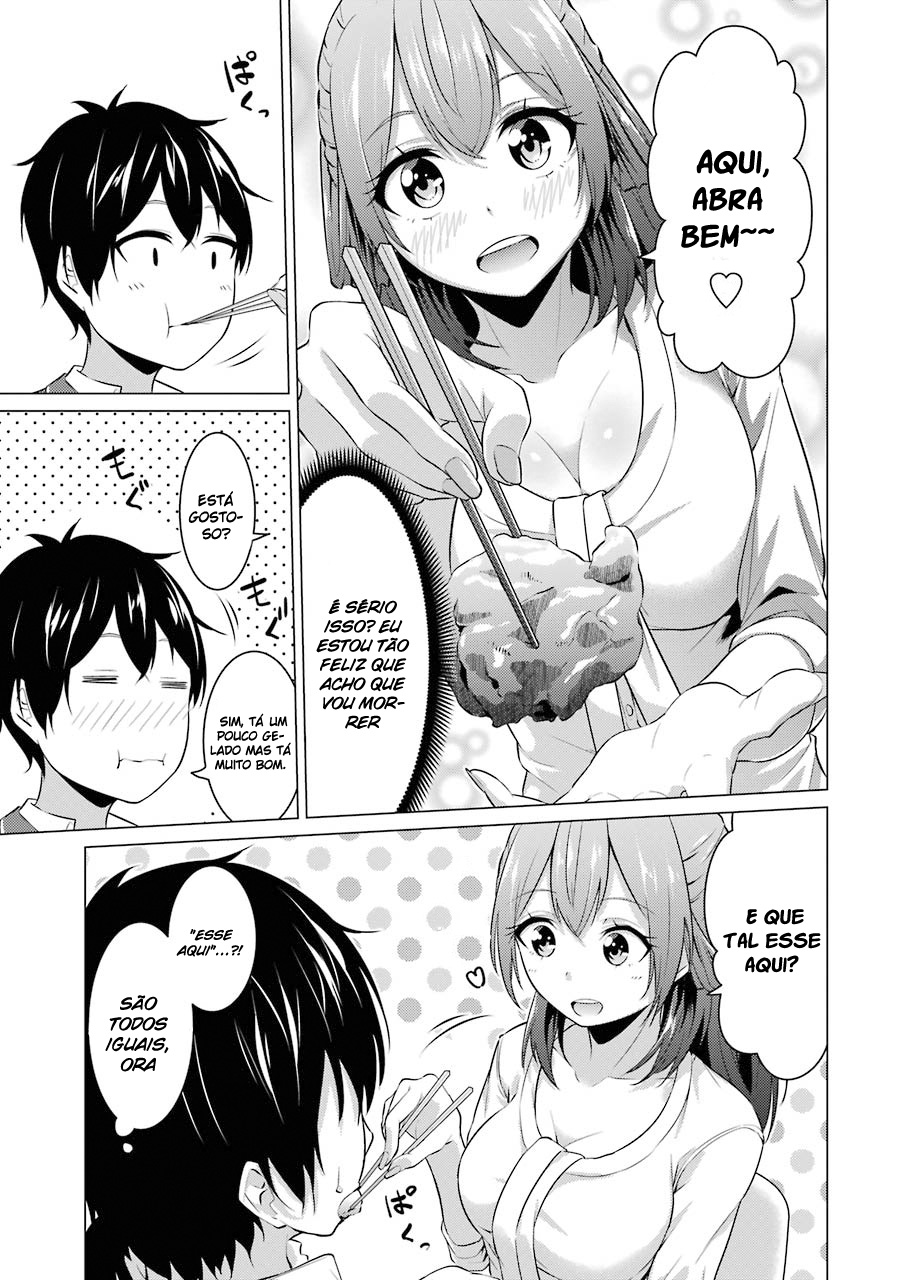 AQUI,
ABRA
BEM~~
♡
É SÉRIO
ISSO? EU
ESTOU TÃO
FELIZ QUE
ACHO QUE
VOU MOR-
RER
ぱくっ
ESTÁ
GOSTO-
SO?
もぐ
SIM, TÁ UM
POUCO GE-
LADO MAS TÁ
MUITO BOM.
E QUE
TAL ESSE
AQUI?
"ESSE
AQUI"...?!
SÃO
TODOS
IGUAIS,
ORA
ぱくっ